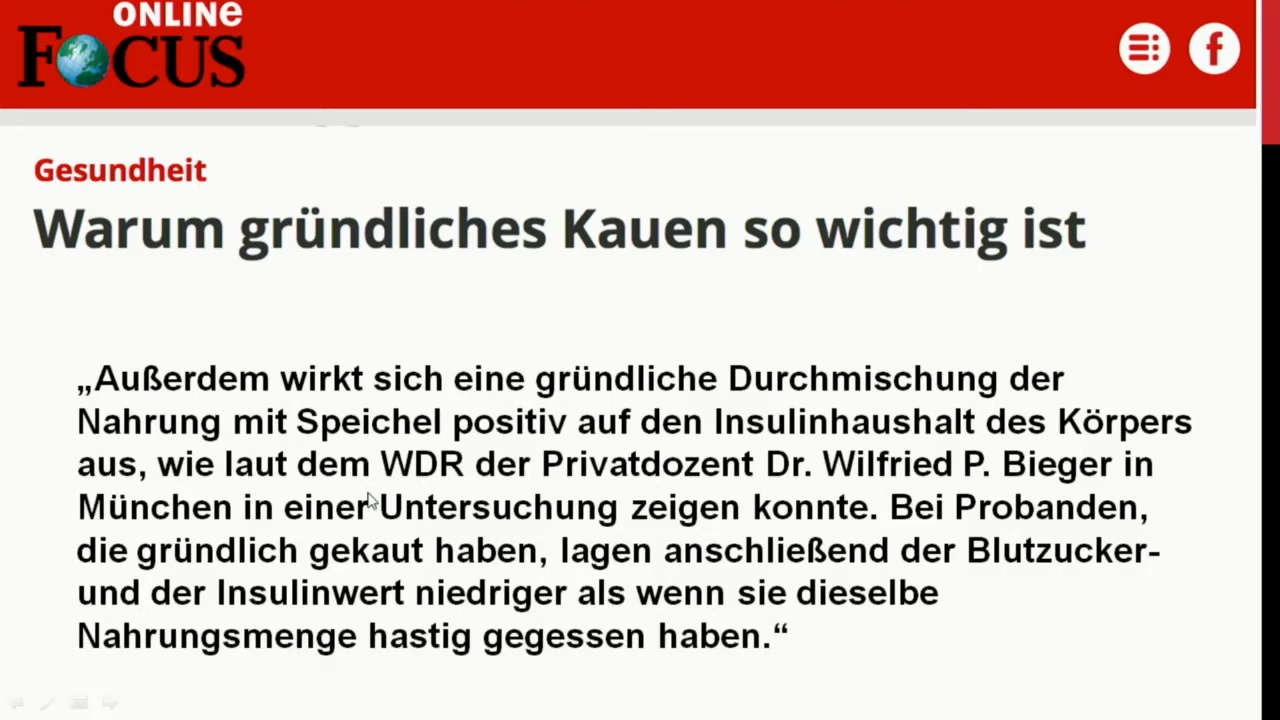 ONLINE
FOCUS
Gesundheit
Warum gründliches Kauen so wichtig ist
„Außerdem wirkt sich eine gründliche Durchmischung der
Nahrung mit Speichel positiv auf den Insulinhaushalt des Körpers
aus, wie laut dem WDR der Privatdozent Dr. Wilfried P. Bieger in
München in einer Untersuchung zeigen konnte. Bei Probanden,
die gründlich gekaut haben, lagen anschließend der Blutzucker-
und der Insulinwert niedriger als wenn sie dieselbe
Nahrungsmenge hastig gegessen haben.“